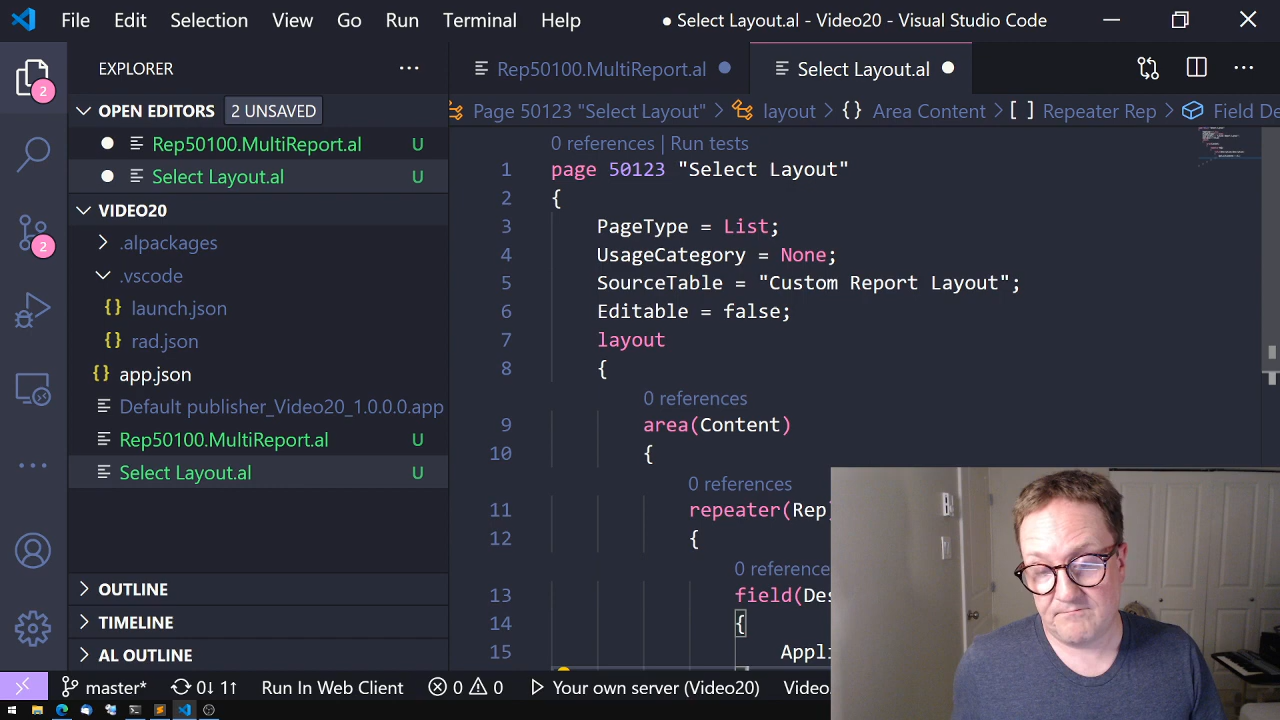 File Edit Selection View Go Run Terminal Help
● Select Layout.al - Video20 - Visual Studio Code
EXPLORER
Rep50100.MultiReport.al
Select Layout.al
OPEN EDITORS
2 UNSAVED
Page 50123 "Select Layout" > layout > {} Area Content > [ ] Repeater Rep > Field De
Rep50100.MultiReport.al U
Select Layout.al U
VIDEO20
.alpackages
.vscode
{} launch.json
{} rad.json
{} app.json
Default publisher_Video20_1.0.0.0.app
Rep50100.MultiReport.al U
Select Layout.al U
OUTLINE
TIMELINE
AL OUTLINE
2
2
0 references | Run tests
1 page 50123 "Select Layout"
2 {
3 PageType = List;
4 UsageCategory = None;
5 SourceTable = "Custom Report Layout";
6 Editable = false;
7 layout
8 {
0 references
9 area(Content)
10 {
0 references
11 repeater(Rep)
12 {
0 reference
13 field(Des
14 {
15 Appli
master* 0↓ 1↑ Run In Web Client 0 0 Your own server (Video20) Video